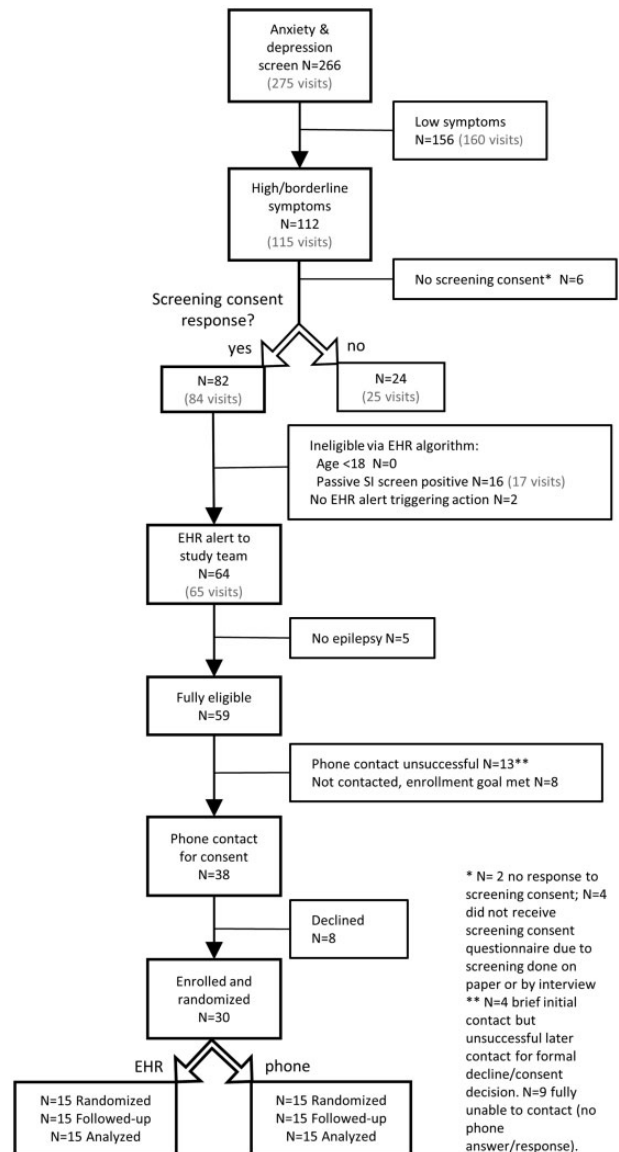 Anxiety &
depression
screen N=266
(275 visits)
Low symptoms
N=156 (160 visits)
High/borderline
symptoms
N=112
(115 visits)
No screening consent* N=6
Screening consent
response?
yes
no
N=82
(84 visits)
N=24
(25 visits)
Ineligible via EHR algorithm:
Age <18 N=0
Passive SI screen positive N=16 (17 visits)
No EHR alert triggering action N=2
EHR alert to
study team
N=64
(65 visits)
No epilepsy N=5
Fully eligible
N=59
Phone contact unsuccessful N=13**
Not contacted, enrollment goal met N=8
Phone contact
for consent
N=38
Declined
N=8
Enrolled and
randomized
N=30
EHR
phone
N=15 Randomized
N=15 Followed-up
N=15 Analyzed
N=15 Randomized
N=15 Followed-up
N=15 Analyzed
* N= 2 no response to
screening consent; N=4
did not receive
screening consent
questionnaire due to
screening done on
paper or by interview
** N=4 brief initial
contact but
unsuccessful later
contact for formal
decline/consent
decision. N=9 fully
unable to contact (no
phone
answer/response).